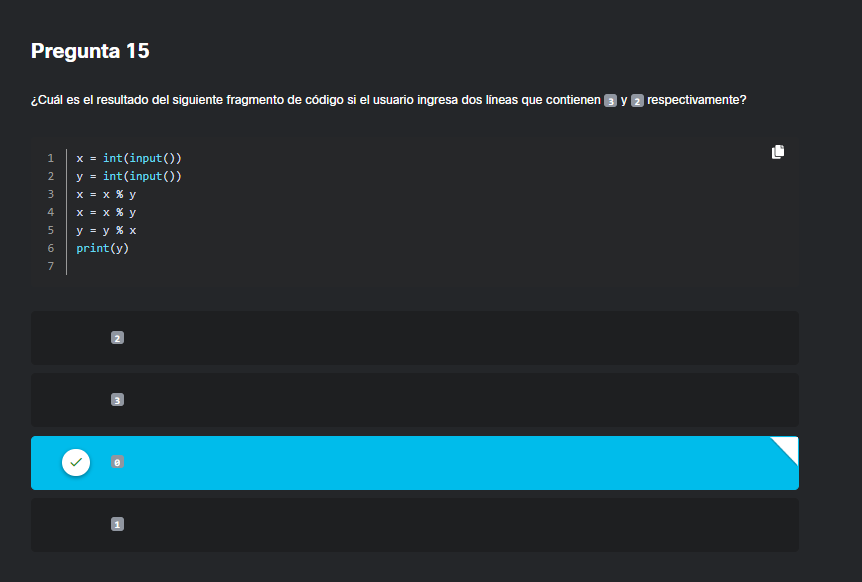 Pregunta 15
¿Cuál es el resultado del siguiente fragmento de código si el usuario ingresa dos líneas que contienen 3 y 2 respectivamente?
1 x = int(input())
2 y = int(input())
3 x = x % y
4 x = x % y
5 y = y % x
6 print(y)
7
2
3
0
1